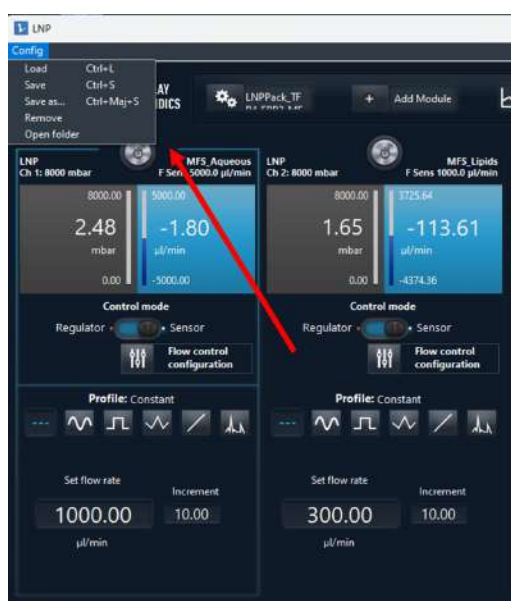 LNP
Config
Load Ctrl+L
Save Ctrl+S
Save as... Ctrl+Maj+S
Remove
Open folder
LNPPack_TF
+ Add Module
LNP
Ch 1: 8000 mbar
MFS_Aqueous
F Sens 5000.0 µl/min
8000.00
5000.00
2.48
mbar
-1.80
µl/min
0.00
-5000.00
Control mode
Regulator Sensor
Flow control
configuration
Profile: Constant
Set flow rate
Increment
1000.00
10.00
µl/min
LNP
Ch 2: 8000 mbar
MFS_Lipids
F Sens 1000.0 µl/min
8000.00
3725.64
1.65
mbar
-113.61
µl/min
0.00
-4374.36
Control mode
Regulator Sensor
Flow control
configuration
Profile: Constant
Set flow rate
Increment
300.00
10.00
µl/min